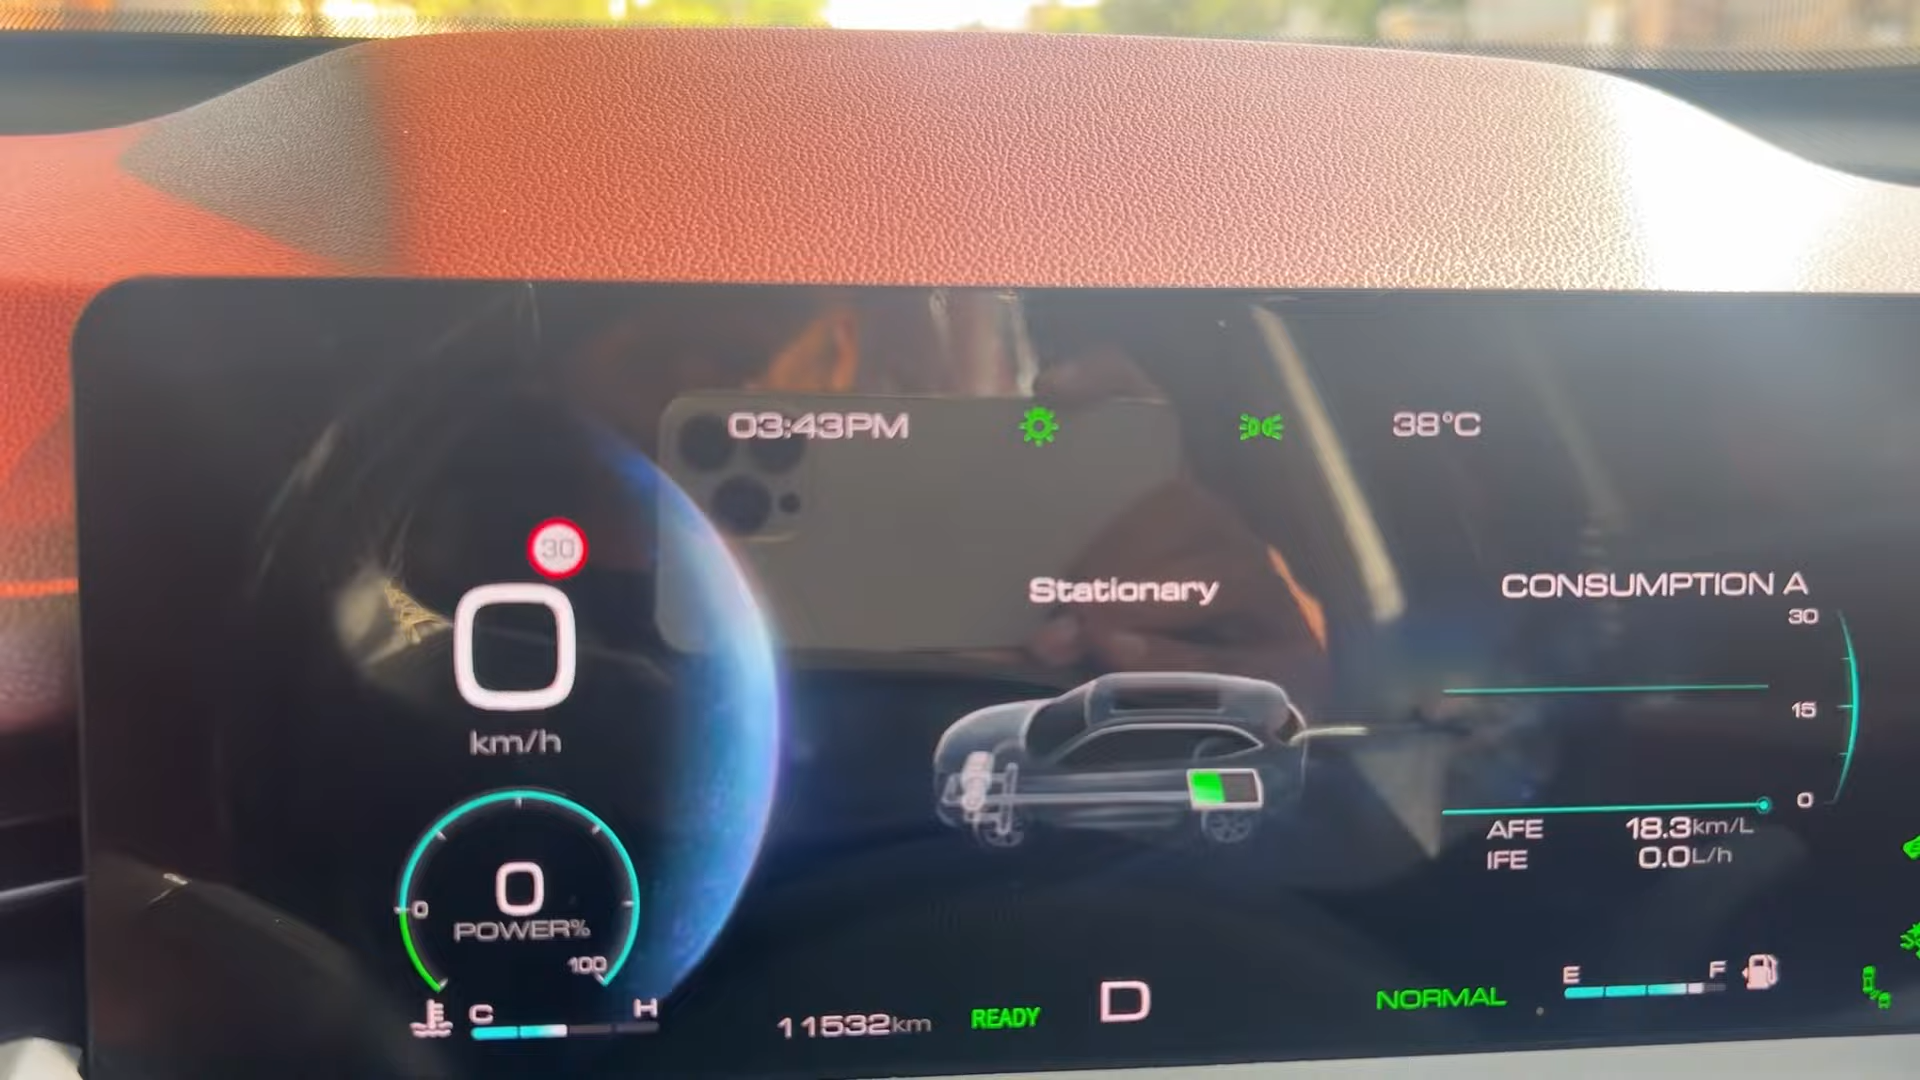 03:43PM
38°C
30
0
km/h
Stationary
CONSUMPTION A
30
15
0
AFE 18.3km/L
IFE 0.0L/h
0
0
POWER%
100
C H
11532km
READY
D
NORMAL
E F